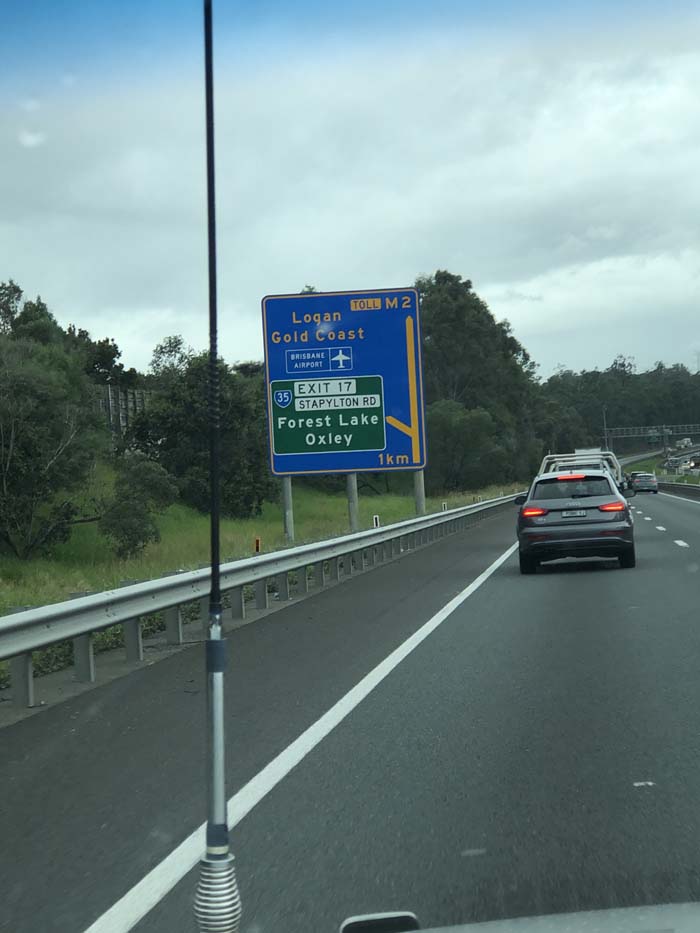 TOLL M2
Logan
Gold Coast
BRISBANE
AIRPORT
35
EXIT 17
STAPYLTON RD
Forest Lake
Oxley
1km